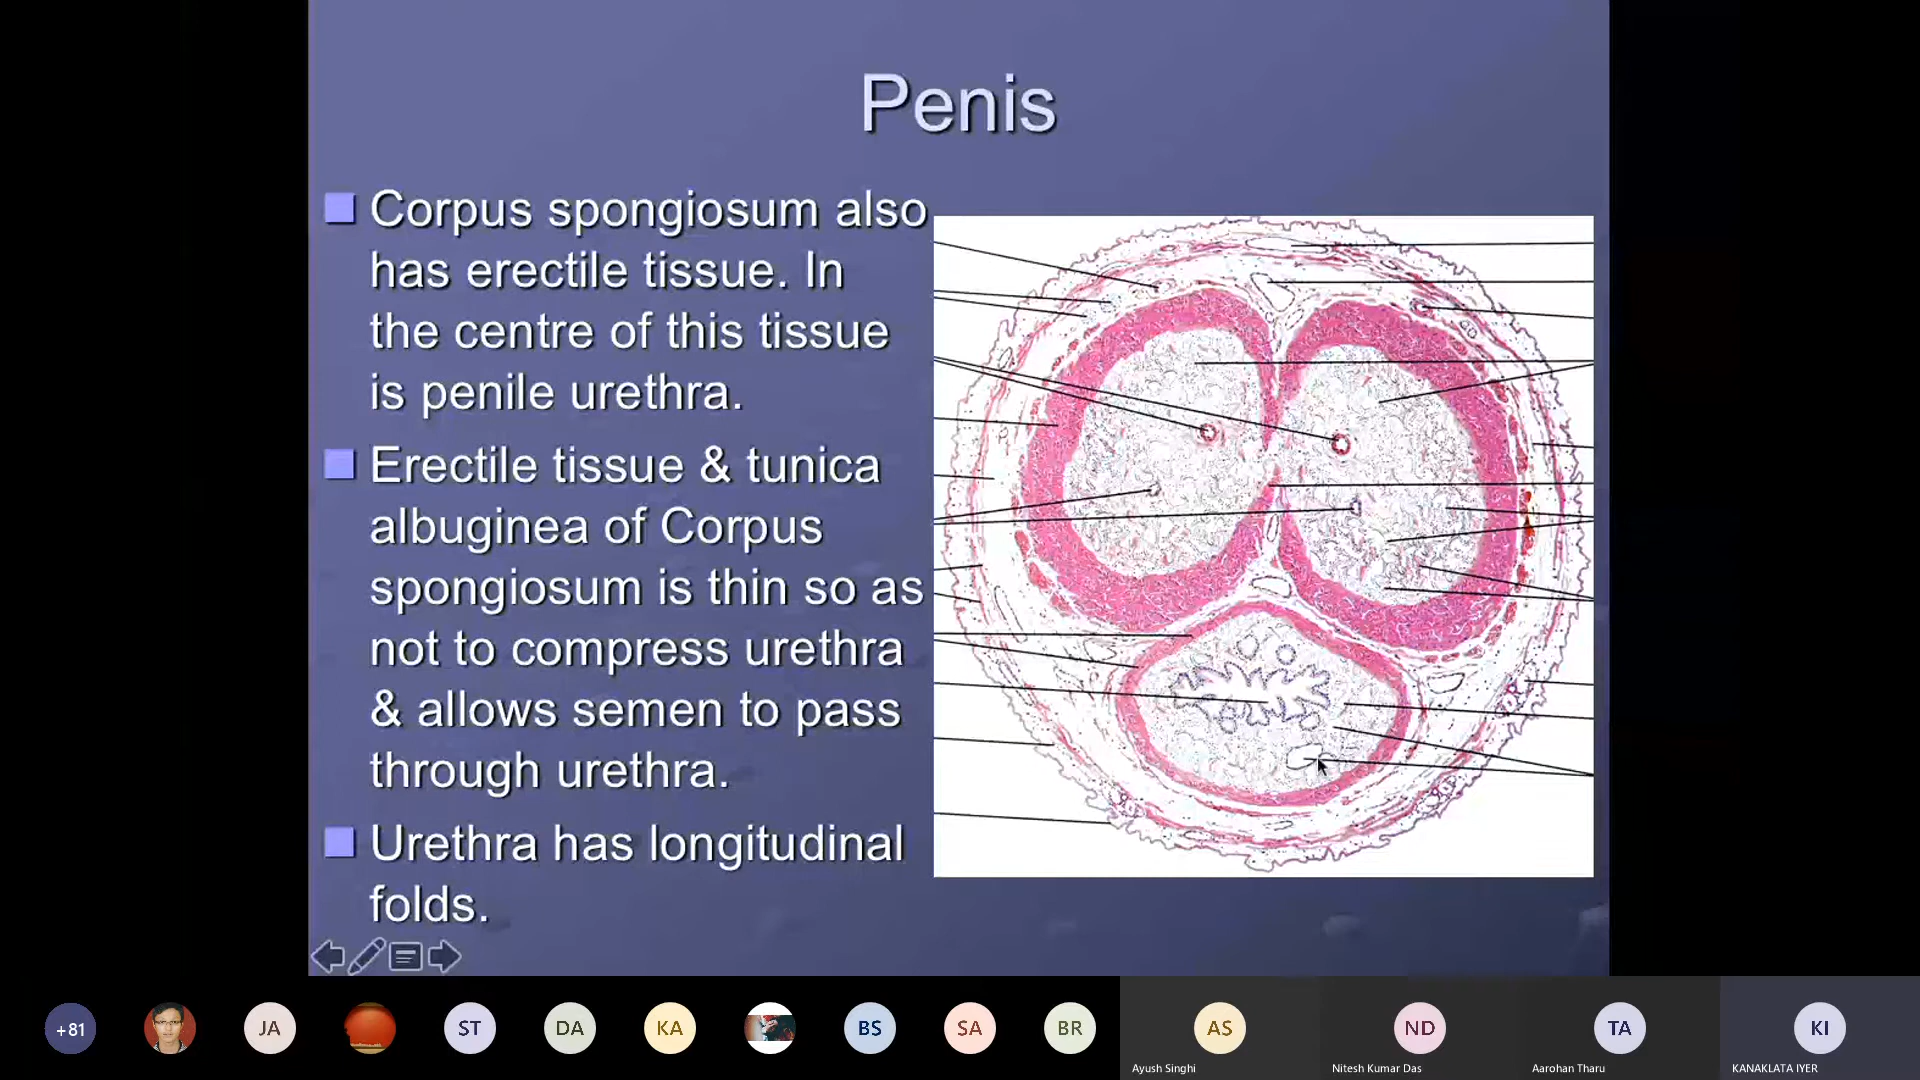 Penis
Corpus spongiosum also
has erectile tissue. In
the centre of this tissue
is penile urethra.
Erectile tissue & tunica
albuginea of Corpus
spongiosum is thin so as
not to compress urethra
& allows semen to pass
through urethra.
Urethra has longitudinal
folds.
+81
JA
ST
DA
KA
BS
SA
BR
AS
ND
TA
KI
Ayush Singhi
Nitesh Kumar Das
Aarohan Tharu
KANAKLATA IYER